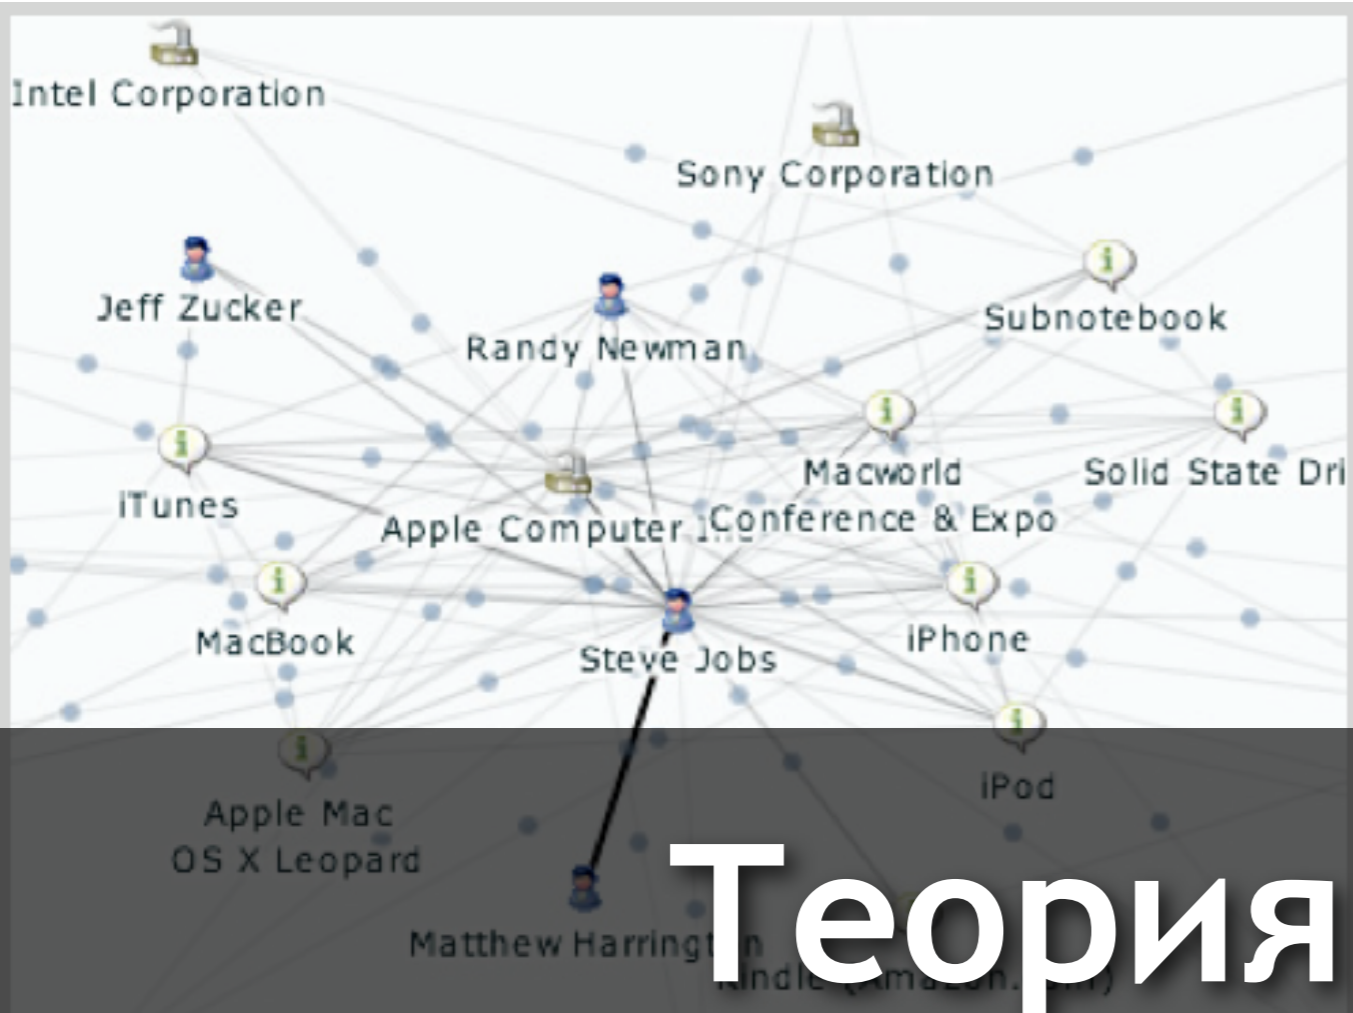 Intel Corporation
Sony Corporation
Jeff Zucker
Subnotebook
Randy Newman
Macworld
Conference & Expo
Solid State Dri
iTunes
Apple Computer
MacBook
iPhone
Steve Jobs
iPod
Apple Mac
OS X Leopard
Matthew
Теория
Kindle